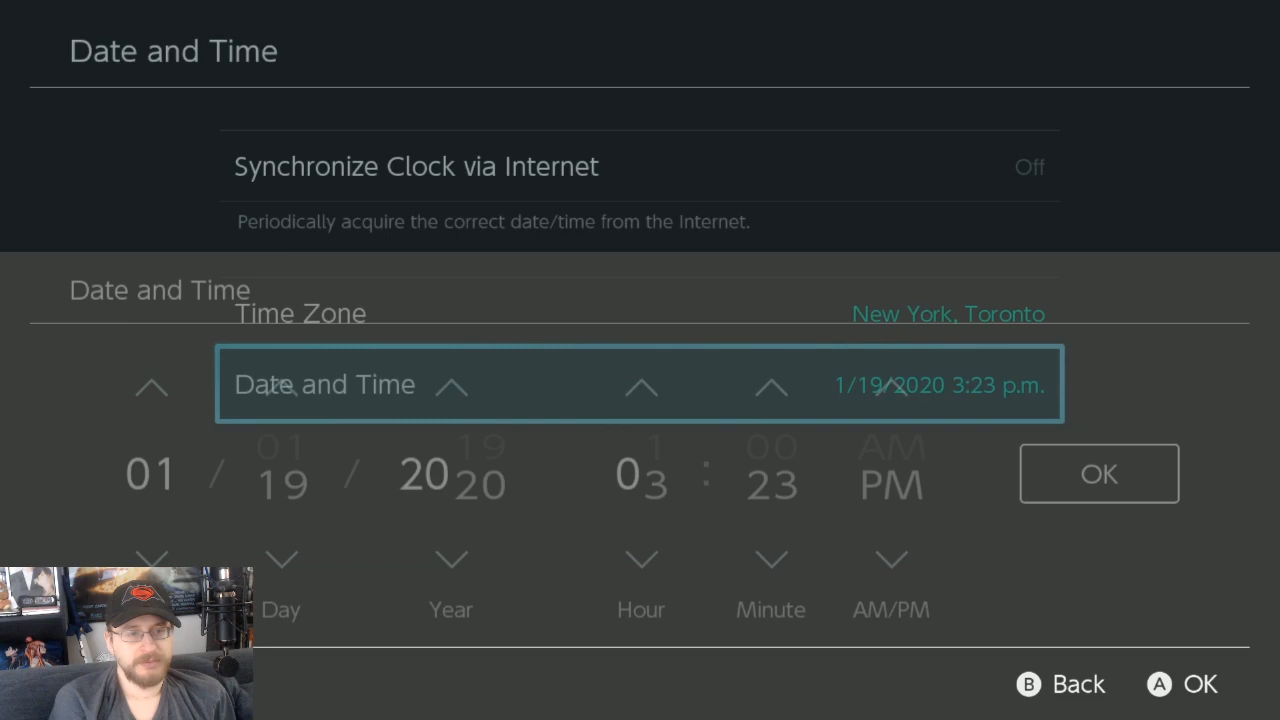 Date and Time
Synchronize Clock via Internet Off
Periodically acquire the correct date/time from the Internet.
Date and Time
Time Zone New York, Toronto
Date and Time 1/19/2020 3:23 p.m.
01 19 1 00 AM
01 / 19 / 2020 03 : 23 PM OK
Day Year Hour Minute AM/PM
B Back A OK